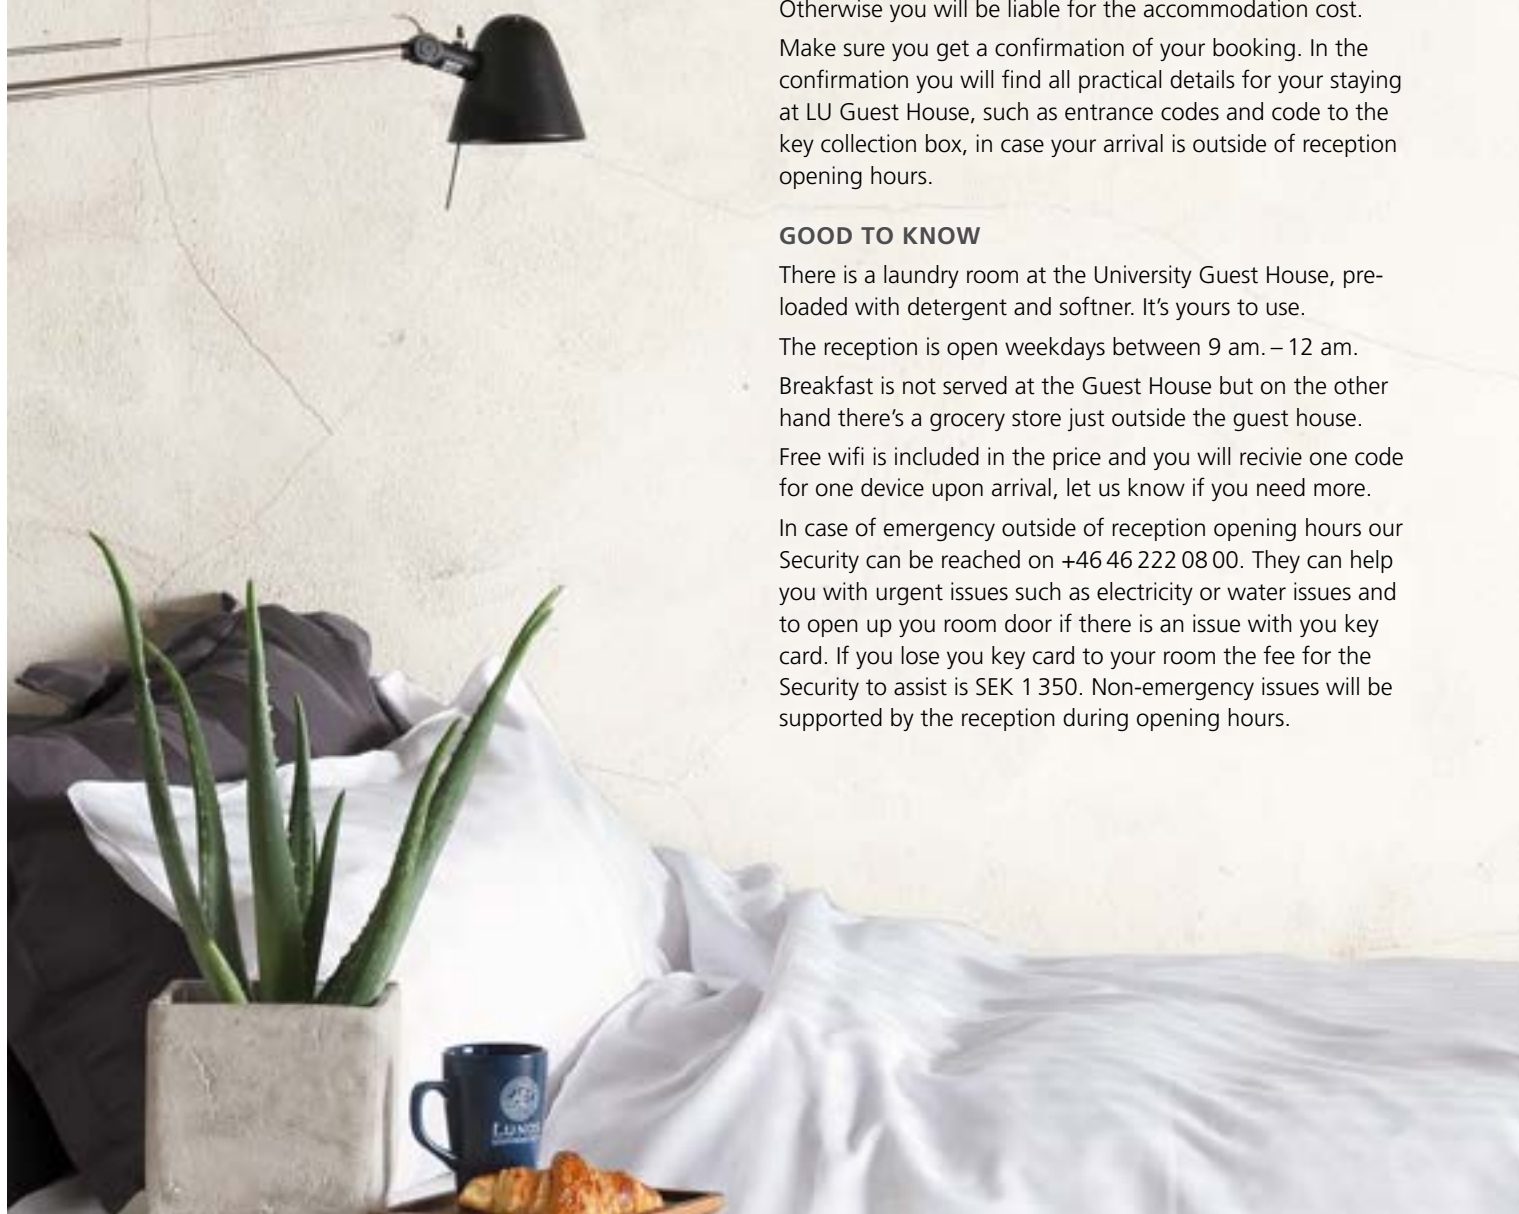 Otherwise you will be liable for the accommodation cost.
Make sure you get a confirmation of your booking. In the
confirmation you will find all practical details for your staying
at LU Guest House, such as entrance codes and code to the
key collection box, in case your arrival is outside of reception
opening hours.
GOOD TO KNOW
There is a laundry room at the University Guest House, pre-
loaded with detergent and softner. It’s yours to use.
The reception is open weekdays between 9 am. – 12 am.
Breakfast is not served at the Guest House but on the other
hand there’s a grocery store just outside the guest house.
Free wifi is included in the price and you will recivie one code
for one device upon arrival, let us know if you need more.
In case of emergency outside of reception opening hours our
Security can be reached on +46 46 222 08 00. They can help
you with urgent issues such as electricity or water issues and
to open up you room door if there is an issue with you key
card. If you lose you key card to your room the fee for the
Security to assist is SEK 1 350. Non-emergency issues will be
supported by the reception during opening hours.
LUNDS